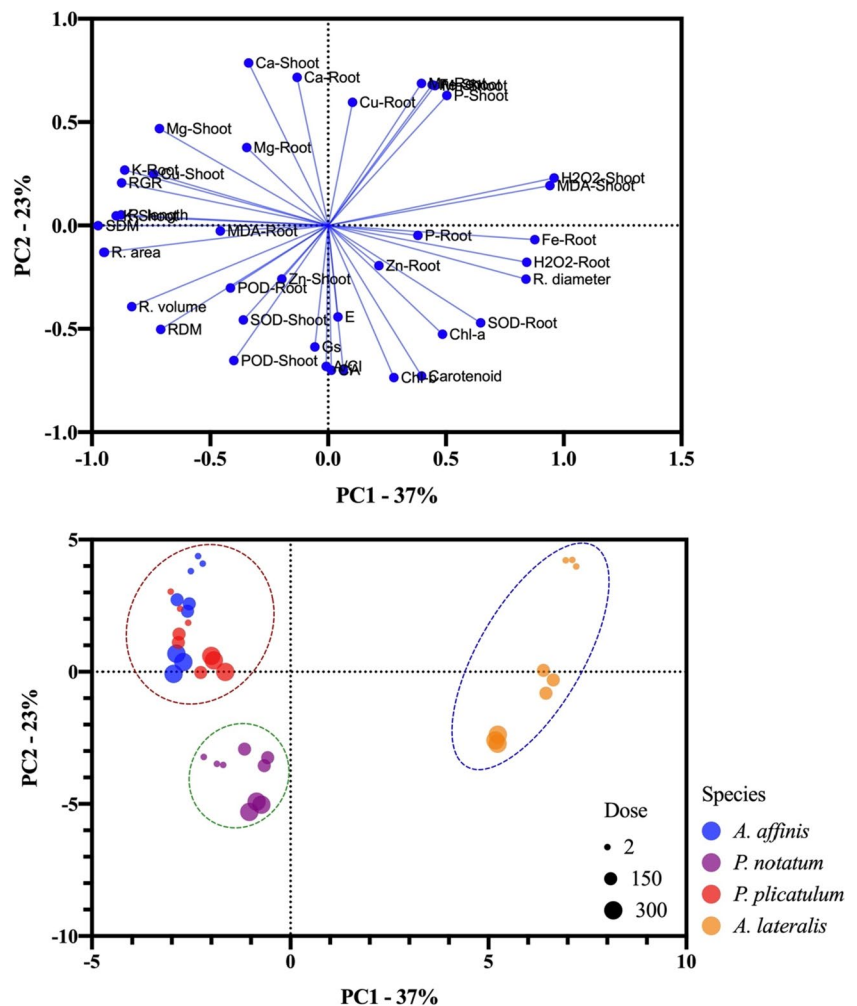 1.0
Ca-Shoot
Ca-Root
Cu-Root
P-Shoot
0.5
Mg-Shoot
Mg-Root
K-Root
Cu-Shoot
RGR
H2O2-Shoot
MDA-Shoot
R. length
K-Shoot
0.0
SDM
MDA-Root
P-Root
Fe-Root
R. area
Zn-Root
H2O2-Root
POD-Root
Zn-Shoot
R. diameter
R. volume
SOD-Shoot
E
SOD-Root
RDM
Chl-a
-0.5
Gs
POD-Shoot
A/Ci
A
Chl-b
Carotenoid
-1.0
-1.0
-0.5
0.0
0.5
1.0
1.5
PC2 - 23%
PC1 - 37%
5
0
-5
-10
-5
0
5
10
PC2 - 23%
PC1 - 37%
Dose
2
150
300
Species
A. affinis
P. notatum
P. plicatulum
A. lateralis